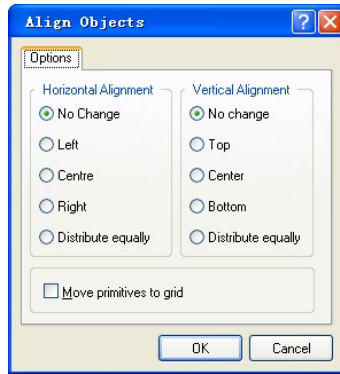 Align Objects
Options
Horizontal Alignment
No Change
Left
Centre
Right
Distribute equally
Vertical Alignment
No change
Top
Center
Bottom
Distribute equally
Move primitives to grid
OK
Cancel